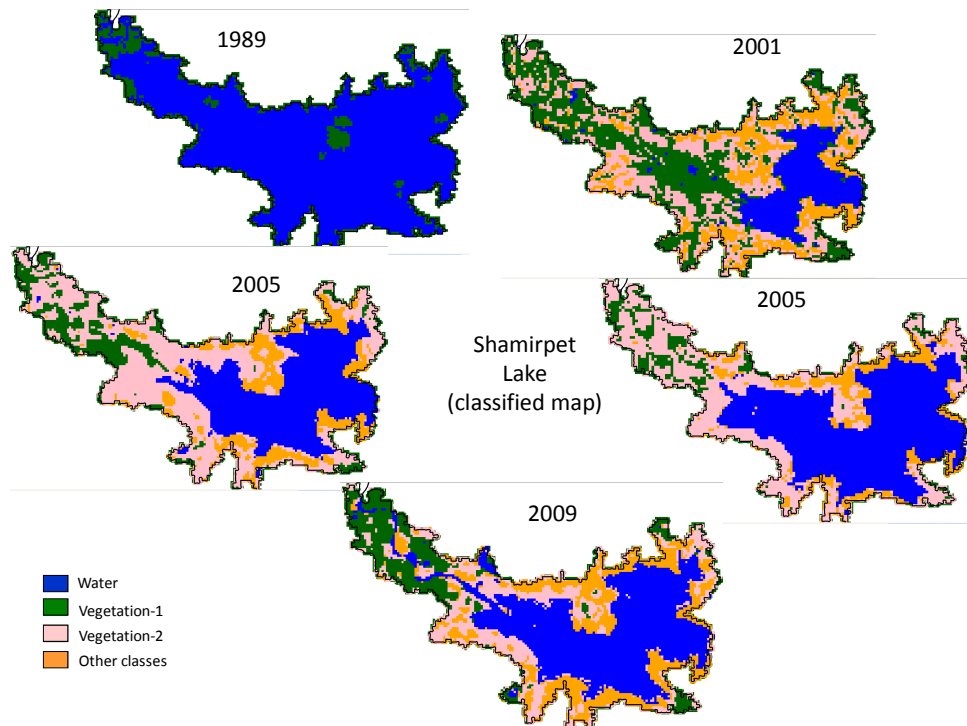 1989
2001
2005
2005
Shamirpet
Lake
(classified map)
2009
Water
Vegetation-1
Vegetation-2
Other classes